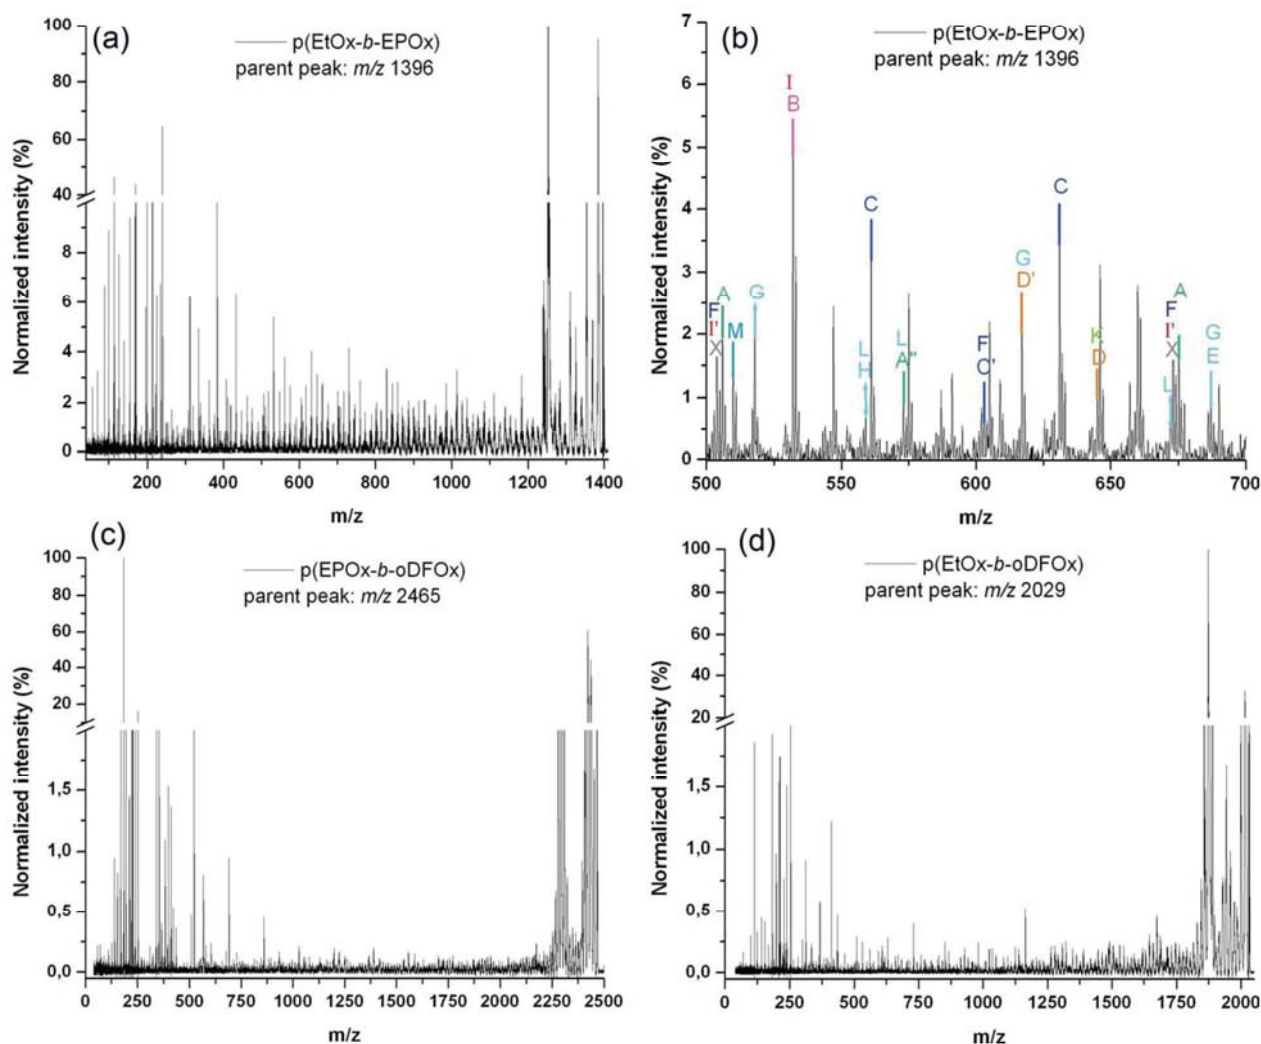 (a)
p(EtOx-b-EPOx)
parent peak: m/z 1396
Normalized intensity (%)
100
80
60
40
8
6
4
2
0
200 400 600 800 1000 1200 1400
m/z
(b)
p(EtOx-b-EPOx)
parent peak: m/z 1396
Normalized intensity (%)
7
6
5
4
3
2
1
0
I
B
C
C
F A
I'
X
M
G
L
H
L
A"
F
C'
G
D'
K
D
A
F
I'
X
L
G
E
500 550 600 650 700
m/z
(c)
p(EPOx-b-oDFOx)
parent peak: m/z 2465
Normalized intensity (%)
100
80
60
40
20
1,5
1,0
0,5
0,0
0 250 500 750 1000 1250 1500 1750 2000 2250 2500
m/z
(d)
p(EtOx-b-oDFOx)
parent peak: m/z 2029
Normalized intensity (%)
100
80
60
40
20
1,5
1,0
0,5
0,0
0 250 500 750 1000 1250 1500 1750 2000
m/z